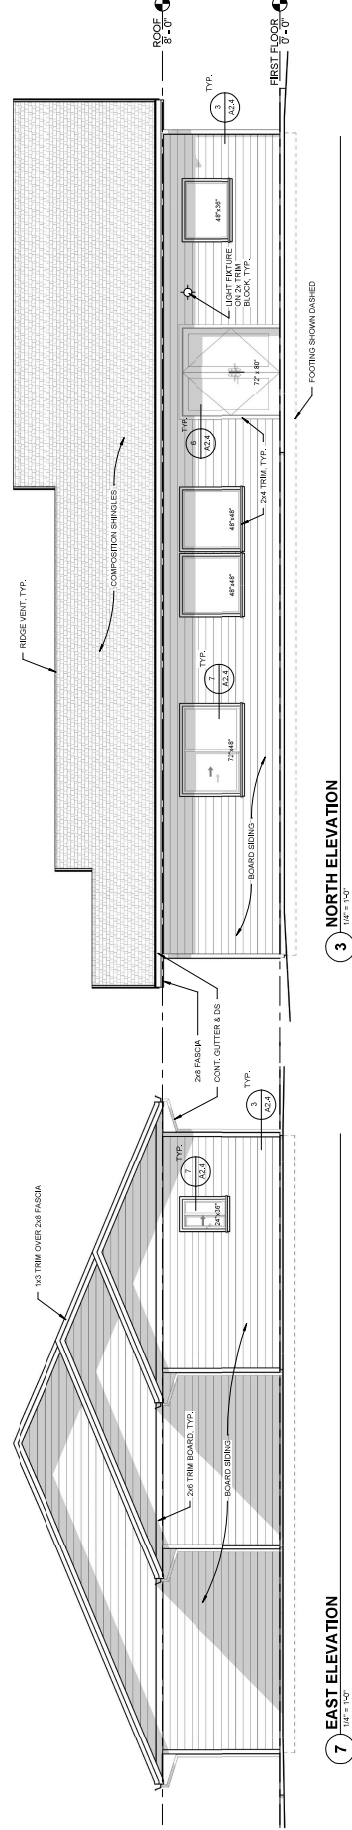 1x3 TRIM OVER 2x8 FASCIA
2x6 TRIM BOARD, TYP.
BOARD SIDING
TYP.
7
A2.4
24"x36"
TYP.
3
A2.4
7
EAST ELEVATION
1/4" = 1'-0"
RIDGE VENT, TYP.
COMPOSITION SHINGLES
2x8 FASCIA
CONT. GUTTER & DS
BOARD SIDING
TYP.
7
A2.4
72"x48"
48"x48"
48"x48"
2x4 TRIM, TYP.
TYP.
6
A2.4
72" x 80"
LIGHT FIXTURE
ON 2x TRIM
BLOCK, TYP.
48"x36"
TYP.
3
A2.4
FOOTING SHOWN DASHED
ROOF
8' - 0"
FIRST FLOOR
0' - 0"
3
NORTH ELEVATION
1/4" = 1'-0"